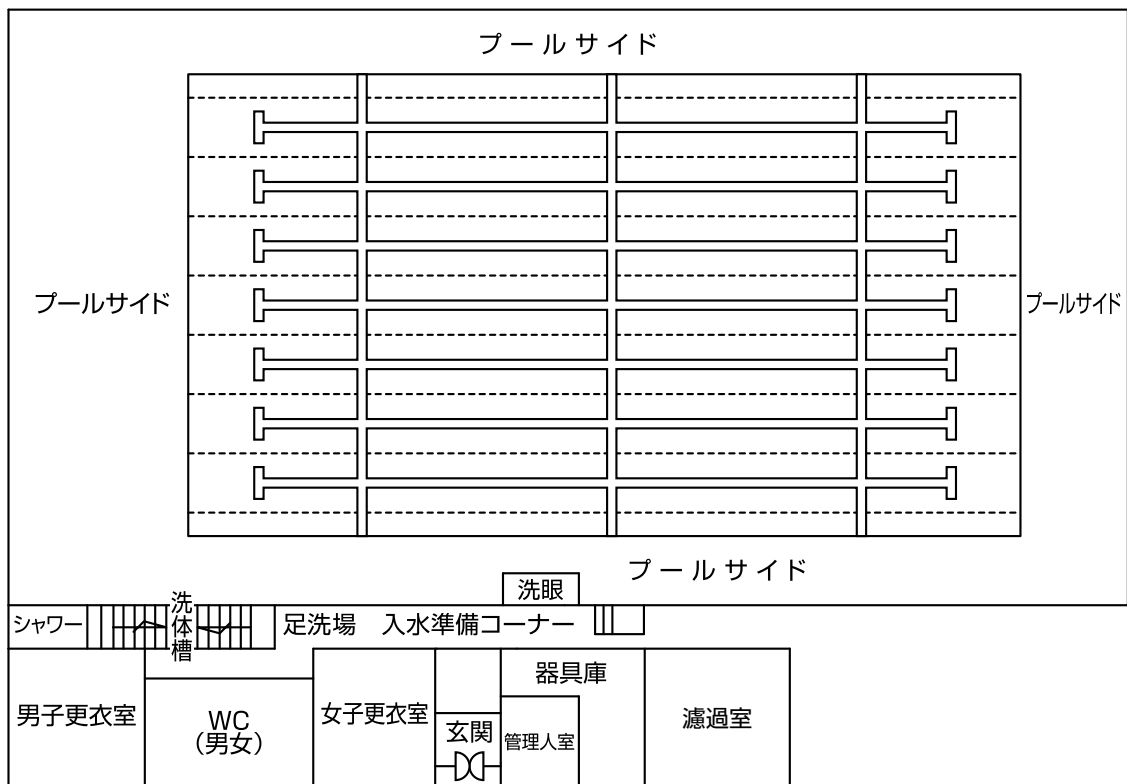 プールサイド
プールサイド
プールサイド
プールサイド
洗眼
シャワー
洗体槽
足洗場
入水準備コーナー
男子更衣室
WC
（男女）
女子更衣室
玄関
器具庫
管理人室
濾過室